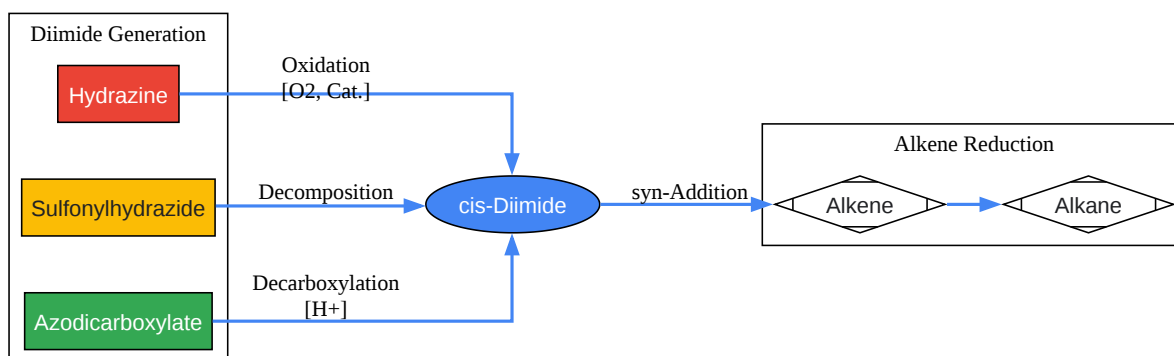 Diimide Generation
Hydrazine
Oxidation
[O2, Cat.]
Sulfonylhydrazide
Decomposition
cis-Diimide
syn-Addition
Alkene Reduction
Alkene
Alkane
Azodicarboxylate
Decarboxylation
[H+]